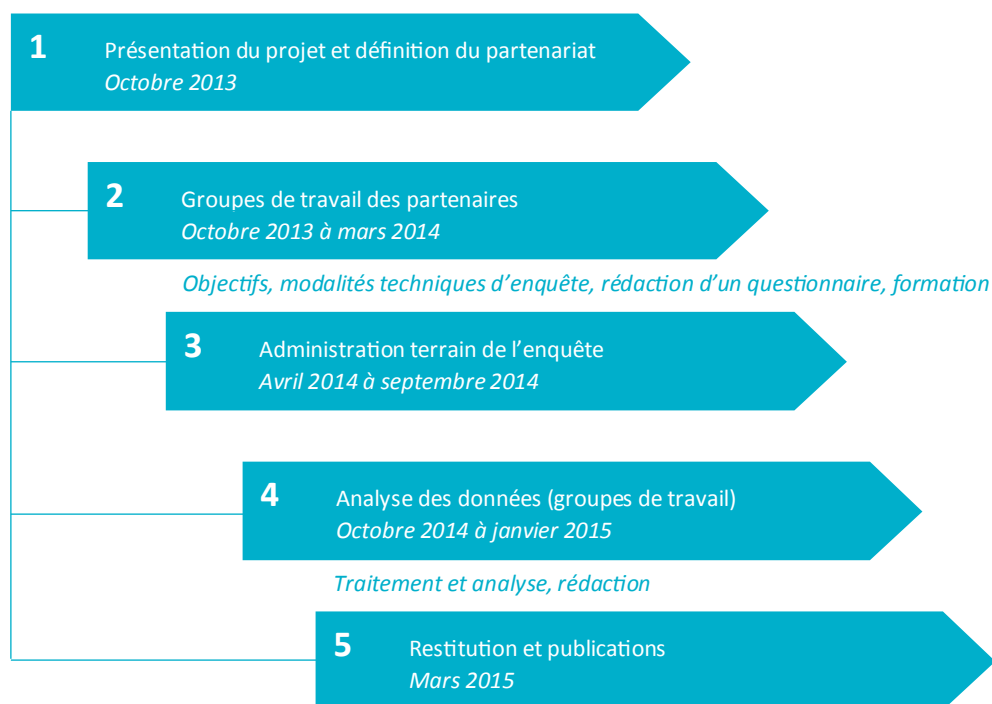 1
Présentation du projet et définition du partenariat
Octobre 2013
2
Groupes de travail des partenaires
Octobre 2013 à mars 2014
Objectifs, modalités techniques d’enquête, rédaction d’un questionnaire, formation
3
Administration terrain de l’enquête
Avril 2014 à septembre 2014
4
Analyse des données (groupes de travail)
Octobre 2014 à janvier 2015
Traitement et analyse, rédaction
5
Restitution et publications
Mars 2015